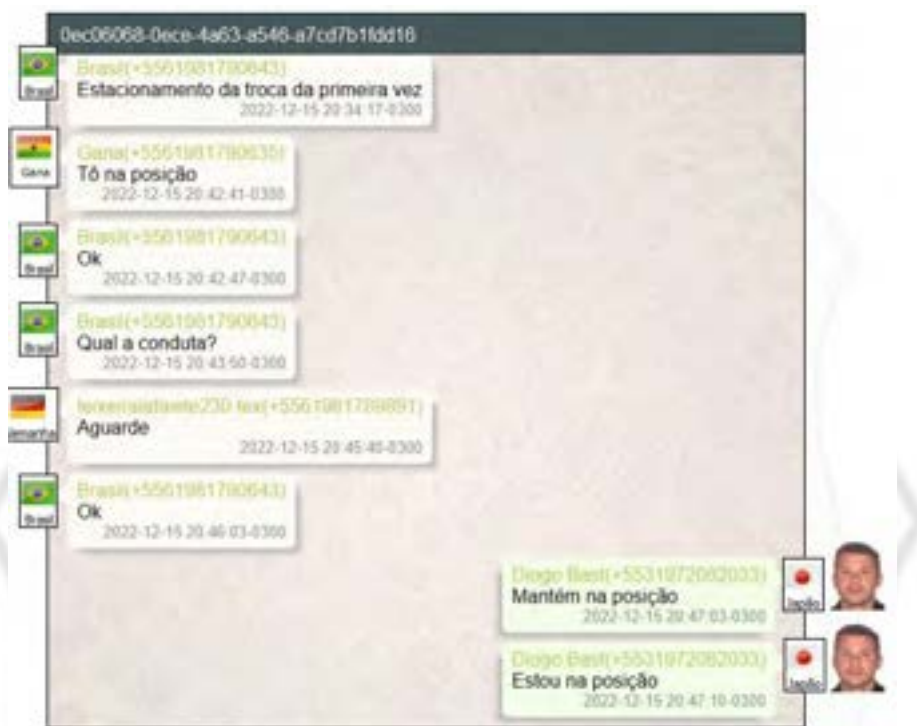 0ec06068-0ece-4a63-a546-a7cd7b1fdd16
Brasil(+5561981790643)
Brasil
Estacionamento da troca da primeira vez
2022-12-15 20:34:17-0300
Gana(+5561981790635)
Gana
Tô na posição
2022-12-15 20:42:41-0300
Brasil(+5561981790643)
Brasil
Ok
2022-12-15 20:42:47-0300
Brasil(+5561981790643)
Brasil
Qual a conduta?
2022-12-15 20:43:50-0300
Aguarde
2022-12-15 20:45:40-0300
Brasil(+5561981790643)
Brasil
Ok
2022-12-15 20:46:03-0300
Diogo Bast(+5531972082033)
Japão
Mantém na posição
2022-12-15 20:47:03-0300
Diogo Bast(+5531972082033)
Japão
Estou na posição
2022-12-15 20:47:10-0300